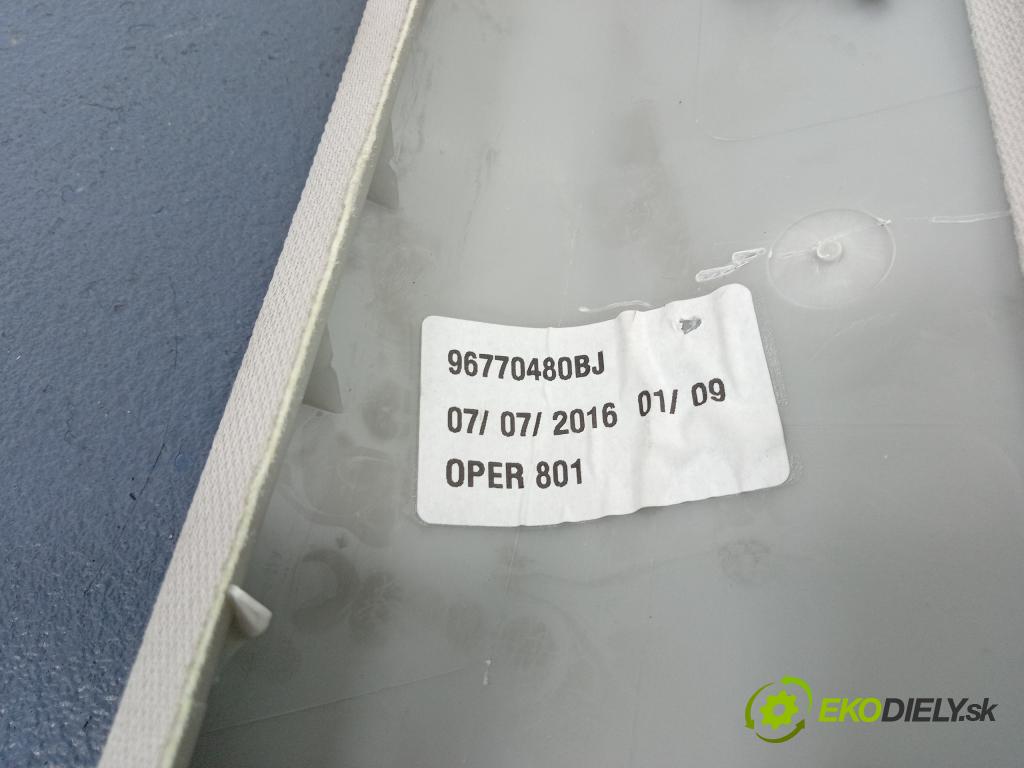 96770480BJ
07/ 07/ 2016 01/ 09
OPER 801
EKODIELY.sk